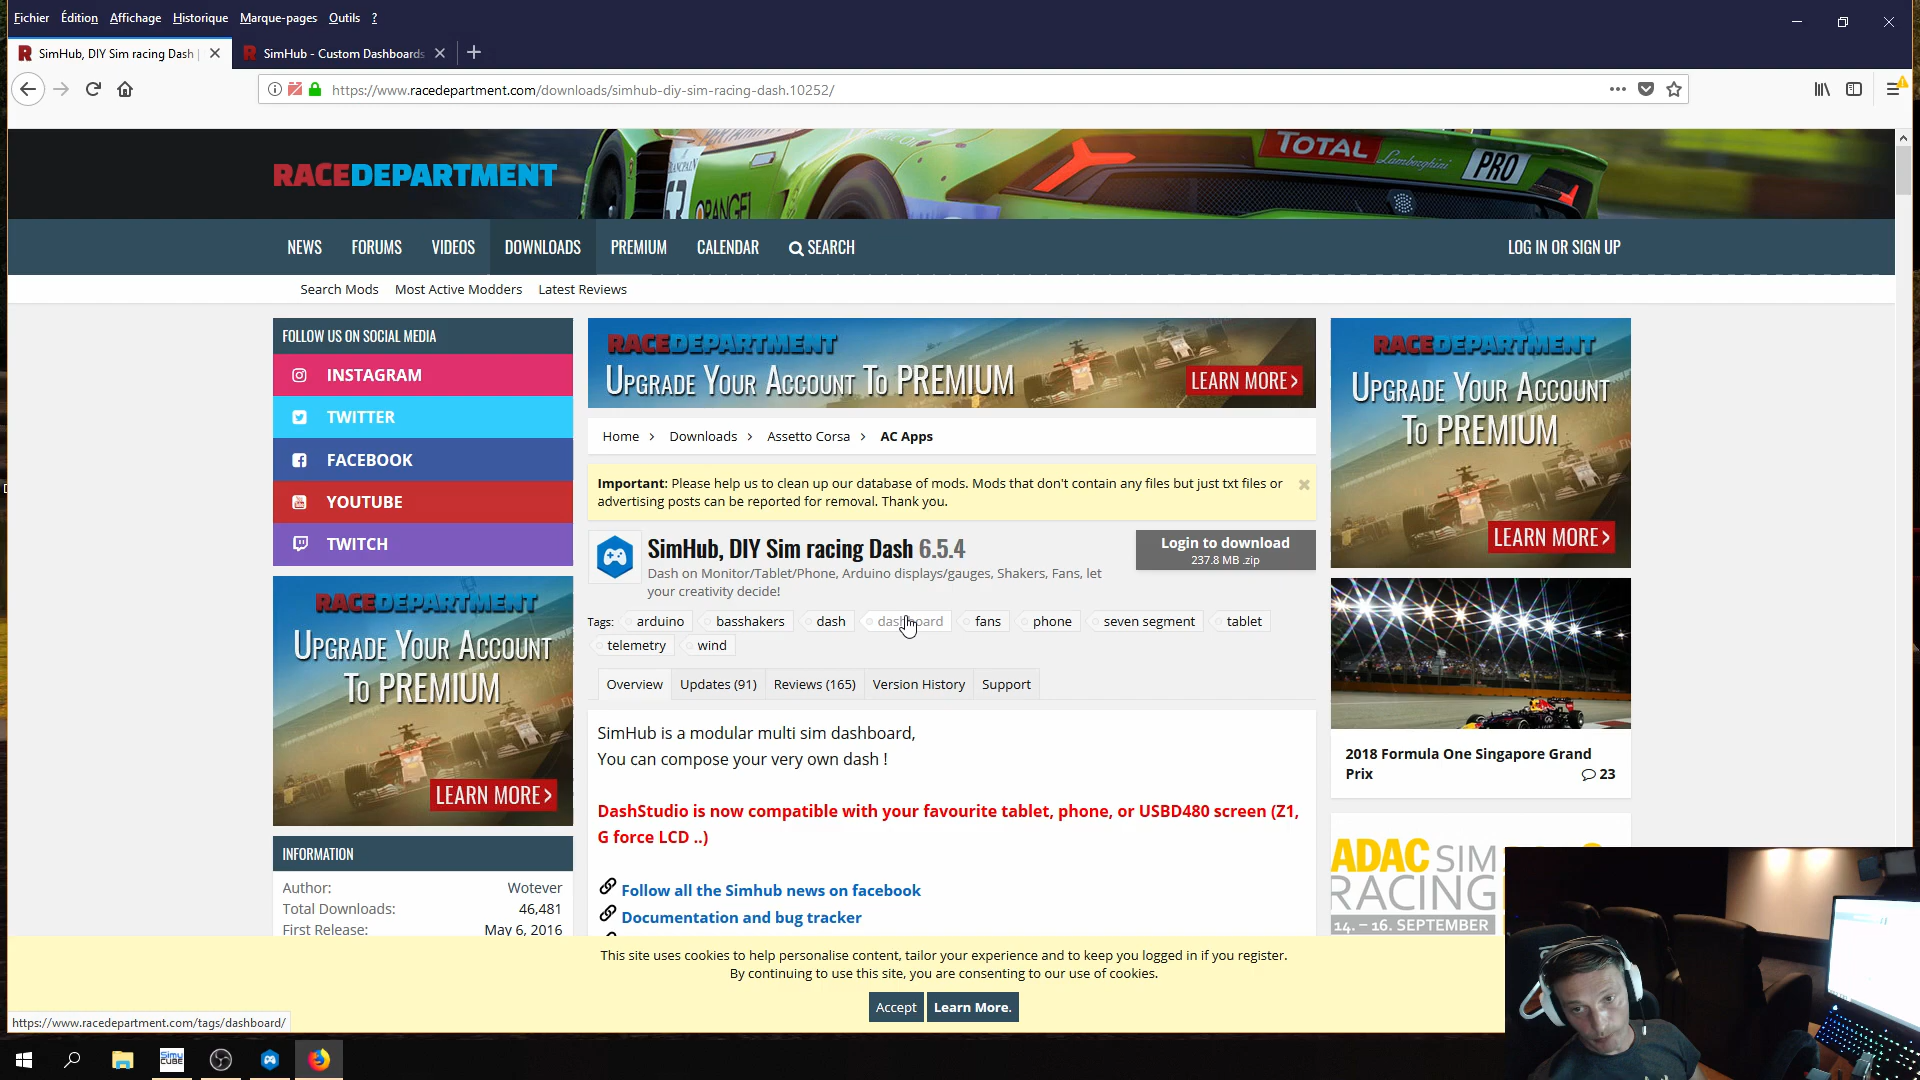 Fichier Édition Affichage Historique Marque-pages Outils ?
SimHub, DIY Sim racing Dash
SimHub - Custom Dashboards
https://www.racedepartment.com/downloads/simhub-diy-sim-racing-dash.10252/
TOTAL
Lamborghini
PRO
ORANGE1
RACEDEPARTMENT
NEWS FORUMS VIDEOS DOWNLOADS PREMIUM CALENDAR SEARCH LOG IN OR SIGN UP
Search Mods Most Active Modders Latest Reviews
FOLLOW US ON SOCIAL MEDIA
INSTAGRAM
TWITTER
FACEBOOK
YOUTUBE
TWITCH
RACEDEPARTMENT
UPGRADE YOUR ACCOUNT
TO PREMIUM
LEARN MORE>
INFORMATION
Author: Wotever
Total Downloads: 46,481
First Release: May 6, 2016
RACEDEPARTMENT
UPGRADE YOUR ACCOUNT TO PREMIUM
LEARN MORE>
Home > Downloads > Assetto Corsa > AC Apps
Important: Please help us to clean up our database of mods. Mods that don't contain any files but just txt files or
advertising posts can be reported for removal. Thank you.
SimHub, DIY Sim racing Dash 6.5.4
Dash on Monitor/Tablet/Phone, Arduino displays/gauges, Shakers, Fans, let
your creativity decide!
Login to download
237.8 MB .zip
Tags: arduino basshakers dash dashboard fans phone seven segment tablet
telemetry wind
Overview Updates (91) Reviews (165) Version History Support
SimHub is a modular multi sim dashboard,
You can compose your very own dash !
DashStudio is now compatible with your favourite tablet, phone, or USBD480 screen (Z1,
G force LCD ..)
Follow all the Simhub news on facebook
Documentation and bug tracker
RACEDEPARTMENT
UPGRADE YOUR ACCOUNT
TO PREMIUM
LEARN MORE>
2018 Formula One Singapore Grand
Prix 23
ADAC SIM
RACING
14. – 16. SEPTEMBER
This site uses cookies to help personalise content, tailor your experience and to keep you logged in if you register.
By continuing to use this site, you are consenting to our use of cookies.
Accept Learn More.
https://www.racedepartment.com/tags/dashboard/
SIMU
CUBE